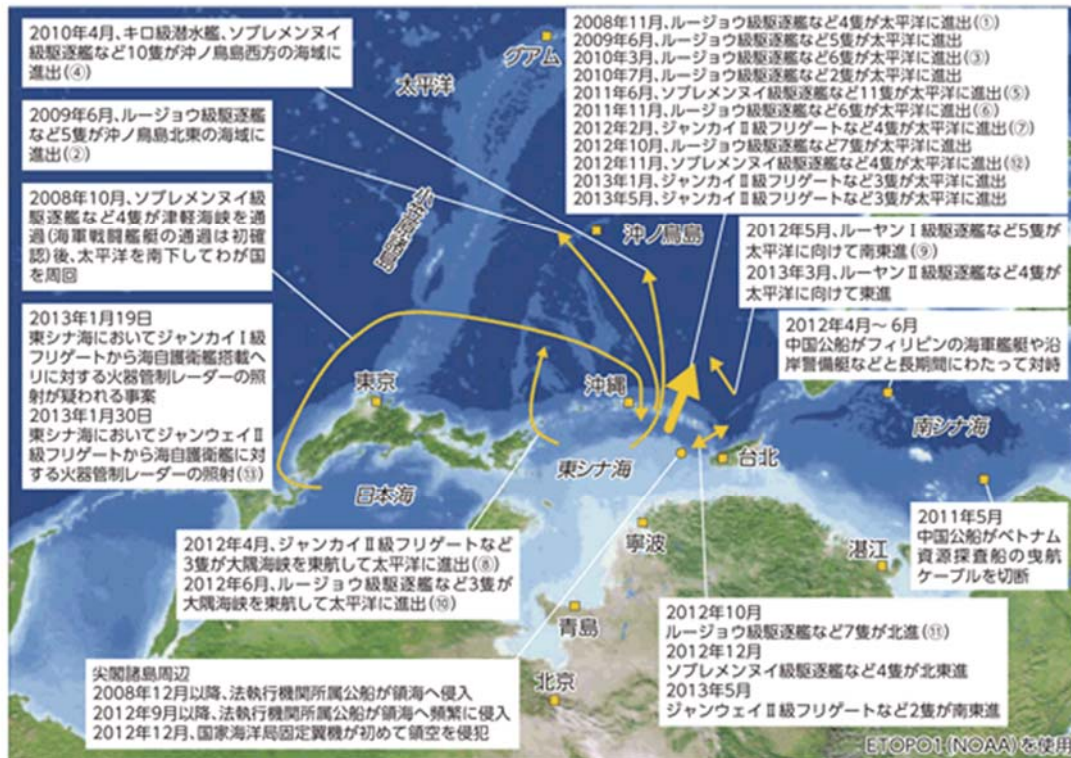 2010年4月、キロ級潜水艦、ソブレメンヌイ
級駆逐艦など10隻が沖ノ鳥島西方の海域に
進出(④)
2009年6月、ルージョウ級駆逐艦
など5隻が沖ノ鳥島北東の海域に
進出(②)
2008年10月、ソブレメンヌイ級
駆逐艦など4隻が津軽海峡を通
過(海軍戦闘艦艇の通過は初確
認)後、太平洋を南下してわが国
を周回
2013年1月19日
東シナ海においてジャンカイⅠ級
フリゲートから海自護衛艦搭載ヘ
リに対する火器管制レーダーの照
射が疑われる事案
2013年1月30日
東シナ海においてジャンウェイⅡ
級フリゲートから海自護衛艦に対
する火器管制レーダーの照射(⑬)
2008年11月、ルージョウ級駆逐艦など4隻が太平洋に進出(①)
2009年6月、ルージョウ級駆逐艦など5隻が太平洋に進出
2010年3月、ルージョウ級駆逐艦など6隻が太平洋に進出(③)
2010年7月、ルージョウ級駆逐艦など2隻が太平洋に進出
2011年6月、ソブレメンヌイ級駆逐艦など11隻が太平洋に進出(⑤)
2011年11月、ルージョウ級駆逐艦など6隻が太平洋に進出(⑥)
2012年2月、ジャンカイⅡ級フリゲートなど4隻が太平洋に進出(⑦)
2012年10月、ルージョウ級駆逐艦など7隻が太平洋に進出
2012年11月、ソブレメンヌイ級駆逐艦など4隻が太平洋に進出(⑫)
2013年1月、ジャンカイⅡ級フリゲートなど3隻が太平洋に進出
2013年5月、ジャンカイⅡ級フリゲートなど3隻が太平洋に進出
2012年5月、ルーヤンⅠ級駆逐艦など5隻が
太平洋に向けて南東進(⑨)
2013年3月、ルーヤンⅡ級駆逐艦など4隻が
太平洋に向けて東進
2012年4月～6月
中国公船がフィリピンの海軍艦艇や沿
岸警備艇などと長期間にわたって対峙
グアム
太平洋
小笠原諸島
沖ノ鳥島
東京
沖縄
南シナ海
台北
東シナ海
日本海
寧波
湛江
青島
北京
2011年5月
中国公船がベトナム
資源探査船の曳航
ケーブルを切断
2012年4月、ジャンカイⅡ級フリゲートなど
3隻が大隅海峡を東航して太平洋に進出(⑧)
2012年6月、ルージョウ級駆逐艦など3隻が
大隅海峡を東航して太平洋に進出(⑩)
2012年10月
ルージョウ級駆逐艦など7隻が北進(⑪)
2012年12月
ソブレメンヌイ級駆逐艦など4隻が北東進
2013年5月
ジャンウェイⅡ級フリゲートなど2隻が南東進
尖閣諸島周辺
2008年12月以降、法執行機関所属公船が領海へ侵入
2012年9月以降、法執行機関所属公船が領海へ頻繁に侵入
2012年12月、国家海洋局固定翼機が初めて領空を侵犯
ETOPO1(NOAA)を使用